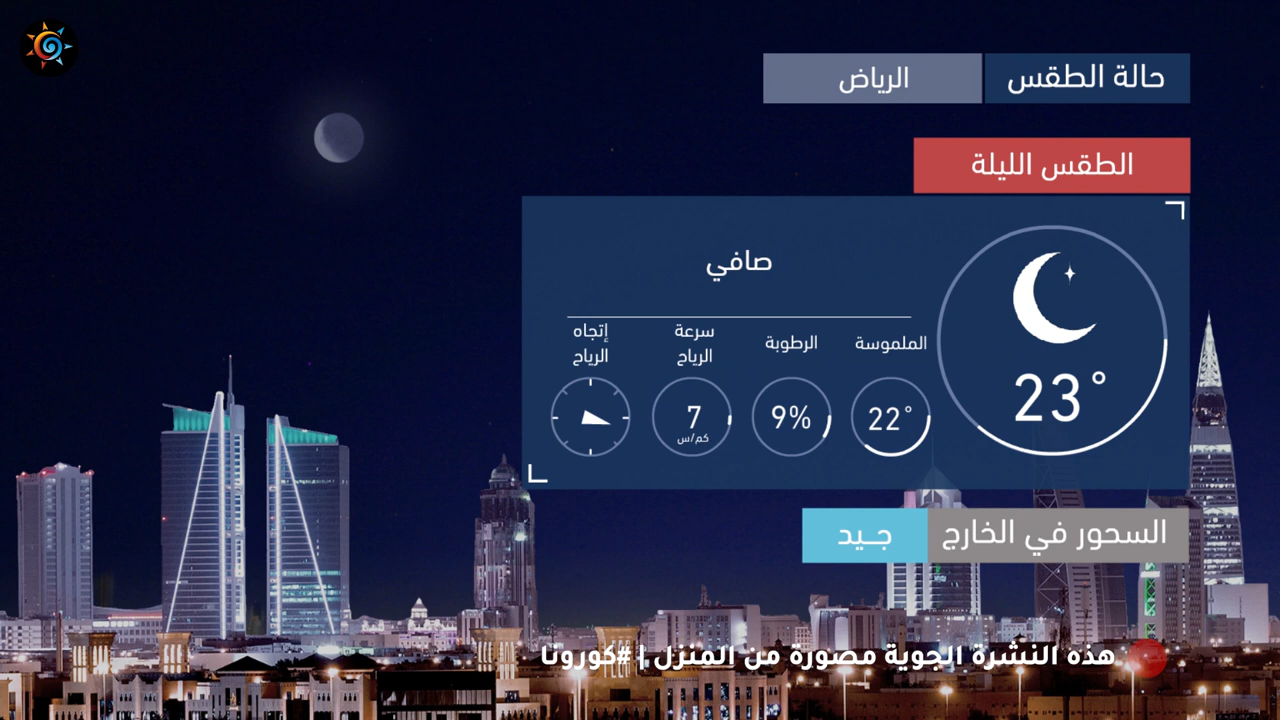 حالة الطقس
الرياض
الطقس الليلة
صافي
23°
الملموسة
22°
الرطوبة
9%
سرعة
الرياح
7
كم/س
إتجاه
الرياح
السحور في الخارج
جـيـد
هذه النشرة الجوية مصورة من المنزل | #كورونا